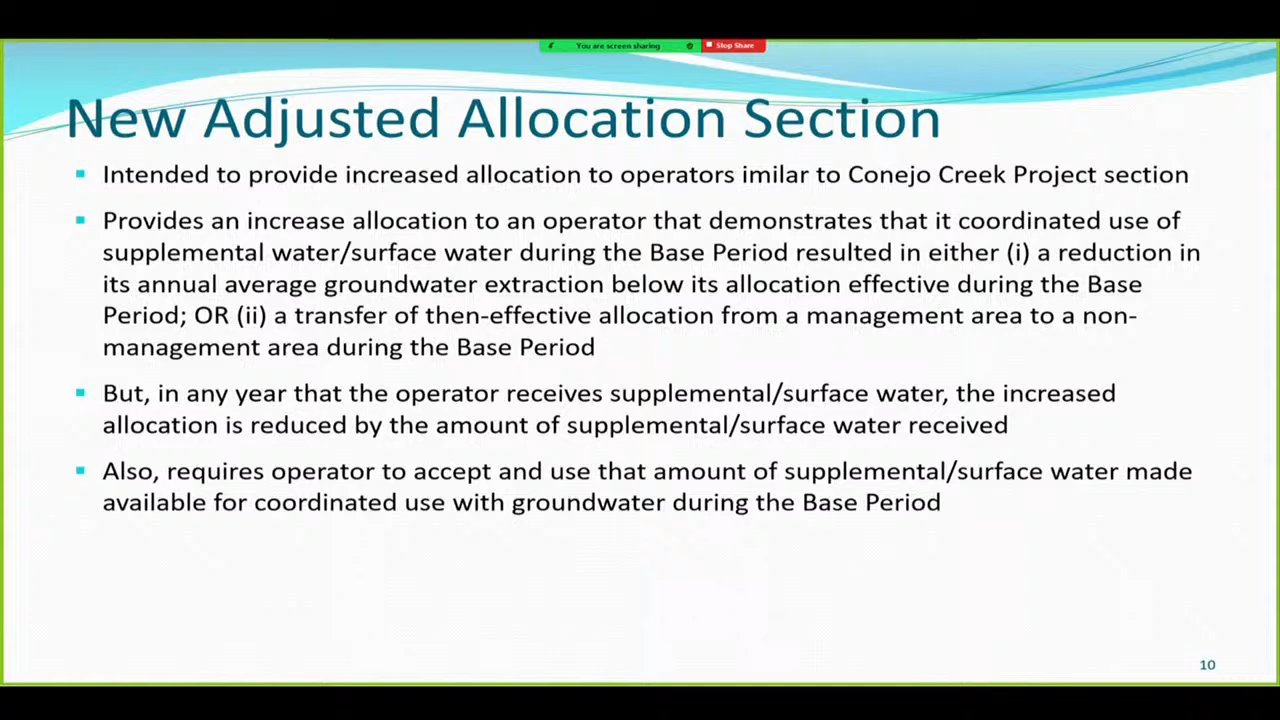 You are screen sharing
Stop Share
New Adjusted Allocation Section
Intended to provide increased allocation to operators imilar to Conejo Creek Project section
Provides an increase allocation to an operator that demonstrates that it coordinated use of
supplemental water/surface water during the Base Period resulted in either (i) a reduction in
its annual average groundwater extraction below its allocation effective during the Base
Period; OR (ii) a transfer of then-effective allocation from a management area to a non-
management area during the Base Period
But, in any year that the operator receives supplemental/surface water, the increased
allocation is reduced by the amount of supplemental/surface water received
Also, requires operator to accept and use that amount of supplemental/surface water made
available for coordinated use with groundwater during the Base Period
10